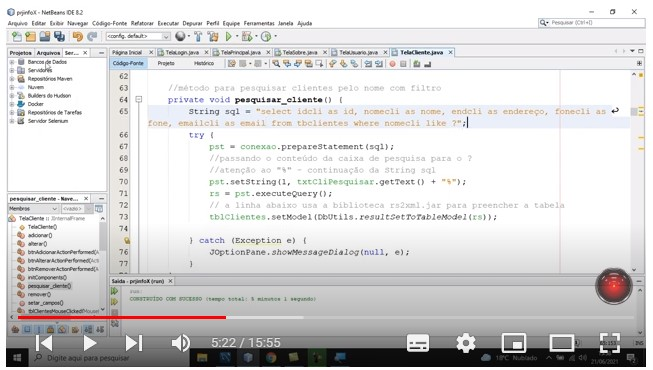 prjinfoX - NetBeans IDE 8.2
Arquivo Editar Exibir Navegar Código-Fonte Refatorar Executar Depurar Perfil Equipe Ferramentas Janela Ajuda
Pesquisar (Ctrl+I)
<config. default>
Projetos Arquivos Ser...
Página Inicial TelaLogin.java TelaPrincipal.java TelaSobre.java TelaUsuario.java TelaCliente.java
Código-Fonte Projeto Histórico
Bancos de Dados
Servidores
Repositórios Maven
Nuvem
Builders do Hudson
Docker
Repositórios de Tarefas
Servidor Selenium
62
63 //método para pesquisar clientes pelo nome com filtro
64 private void pesquisar_cliente() {
65 String sql = "select idcli as id, nomecli as nome, endcli as endereço, fonecli as
fone, emailcli as email from tbclientes where nomecli like ?";
66 try {
67 pst = conexao.prepareStatement(sql);
68 //passando o conteúdo da caixa de pesquisa para o ?
69 //atenção ao "%" - continuação da String sql
70 pst.setString(1, txtCliPesquisar.getText() + "%");
71 rs = pst.executeQuery();
72 // a linha abaixo usa a biblioteca rs2xml.jar para preencher a tabela
73 tblClientes.setModel(DbUtils.resultSetToTableModel(rs));
74
} catch (Exception e) {
76 JOptionPane.showMessageDialog(null, e);
77 }
pesquisar_cliente - Nave...
Membros <vazio>
TelaCliente :: JInternalFrame
TelaCliente()
adicionar()
alterar()
btnAdicionarActionPerformed(A
btnAlterarActionPerformed(Act
btnRemoverActionPerformed(A
initComponents()
pesquisar_cliente()
remover()
setar_campos()
tblClientesMouseClicked(Mouse
Saída - prjinfoX (run)
run:
CONSTRUÍDO COM SUCESSO (tempo total: 5 minutos 1 segundo)
5:22 / 15:55
Digite aqui para pesquisar
18°C Nublado
21/06/2021